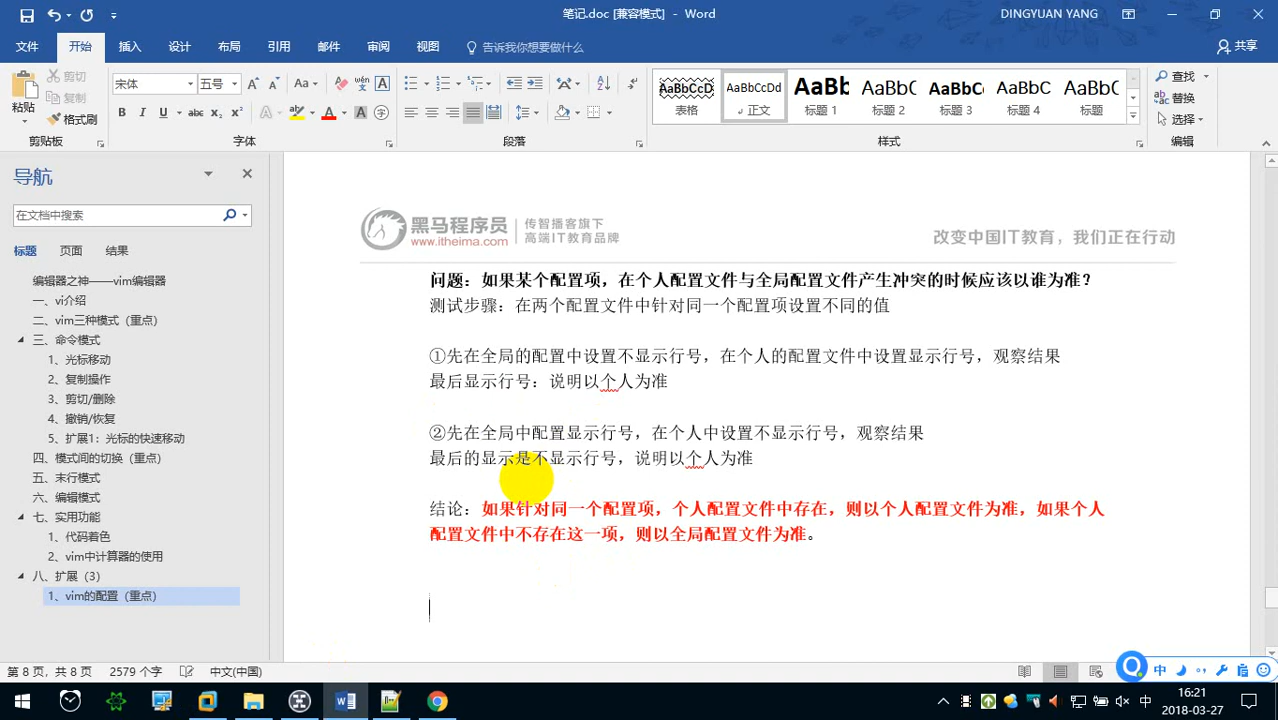 笔记.doc [兼容模式] - Word
DINGYUAN YANG
文件 开始 插入 设计 布局 引用 邮件 审阅 视图 告诉我你想要做什么 共享
粘贴 剪切 复制 格式刷
宋体 五号
剪贴板 字体 段落 样式 编辑
AaBbCcD AaBbCcDd AaBb AaBbC AaBbC AaBbC AaBbC
表格 正文 标题 1 标题 2 标题 3 标题 4 标题
查找
替换
选择
导航
在文档中搜索
标题 页面 结果
编辑器之神——vim编辑器
一、vi介绍
二、vim三种模式（重点）
三、命令模式
1、光标移动
2、复制操作
3、剪切/删除
4、撤销/恢复
5、扩展1：光标的快速移动
四、模式间的切换（重点）
五、末行模式
六、编辑模式
七、实用功能
1、代码着色
2、vim中计算器的使用
八、扩展（3）
1、vim的配置（重点）
黑马程序员
www.itheima.com
传智播客旗下
高端IT教育品牌
改变中国IT教育，我们正在行动
问题：如果某个配置项，在个人配置文件与全局配置文件产生冲突的时候应该以谁为准？
测试步骤：在两个配置文件中针对同一个配置项设置不同的值
①先在全局的配置中设置不显示行号，在个人的配置文件中设置显示行号，观察结果
最后显示行号：说明以个人为准
②先在全局中配置显示行号，在个人中设置不显示行号，观察结果
最后的显示是不显示行号，说明以个人为准
结论：如果针对同一个配置项，个人配置文件中存在，则以个人配置文件为准，如果个人
配置文件中不存在这一项，则以全局配置文件为准。
第 8 页，共 8 页 2579 个字 中文(中国)
中
中
16:21
2018-03-27